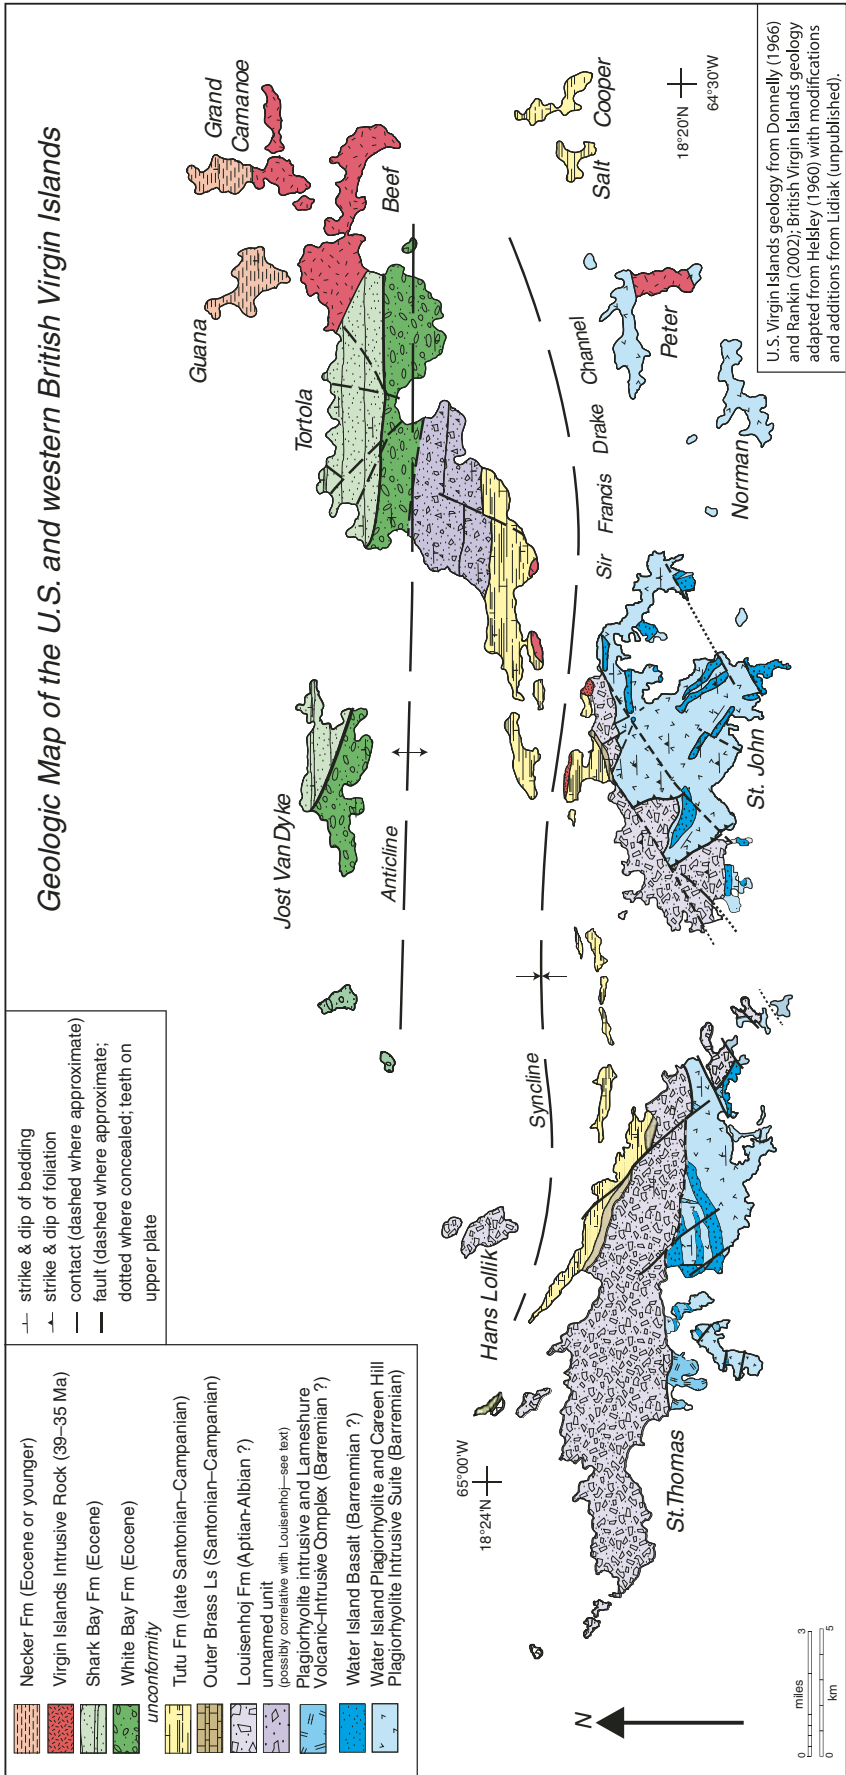 Geologic Map of the U.S. and western British Virgin Islands
Necker Fm (Eocene or younger)
Virgin Islands Intrusive Rock (39–35 Ma)
Shark Bay Fm (Eocene)
White Bay Fm (Eocene)
unconformity
Tutu Fm (late Santonian–Campanian)
Outer Brass Ls (Santonian–Campanian)
Louisenhoj Fm (Aptian-Albian ?)
unnamed unit
(possibly correlative with Louisenhoj—see text)
Plagiorhyolite intrusive and Lameshure
Volcanic–Intrusive Complex (Barremian ?)
Water Island Basalt (Barrenmian ?)
Water Island Plagiorhyolite and Careen Hill
Plagiorhyolite Intrusive Suite (Barremian)
strike & dip of bedding
strike & dip of foliation
contact (dashed where approximate)
fault (dashed where approximate;
dotted where concealed; teeth on
upper plate
Jost Van Dyke
Anticline
Tortola
Guana
Grand
Camanoe
Beef
Salt
Cooper
Hans Lollik
Syncline
Sir Francis Drake Channel
Peter
Norman
St. John
St. Thomas
65°00'W
18°24'N
18°20'N
64°30'W
N
miles
0
3
0
5
km
U.S. Virgin Islands geology from Donnelly (1966)
and Rankin (2002); British Virgin Islands geology
adapted from Helsley (1960) with modifications
and additions from Lidiak (unpublished).